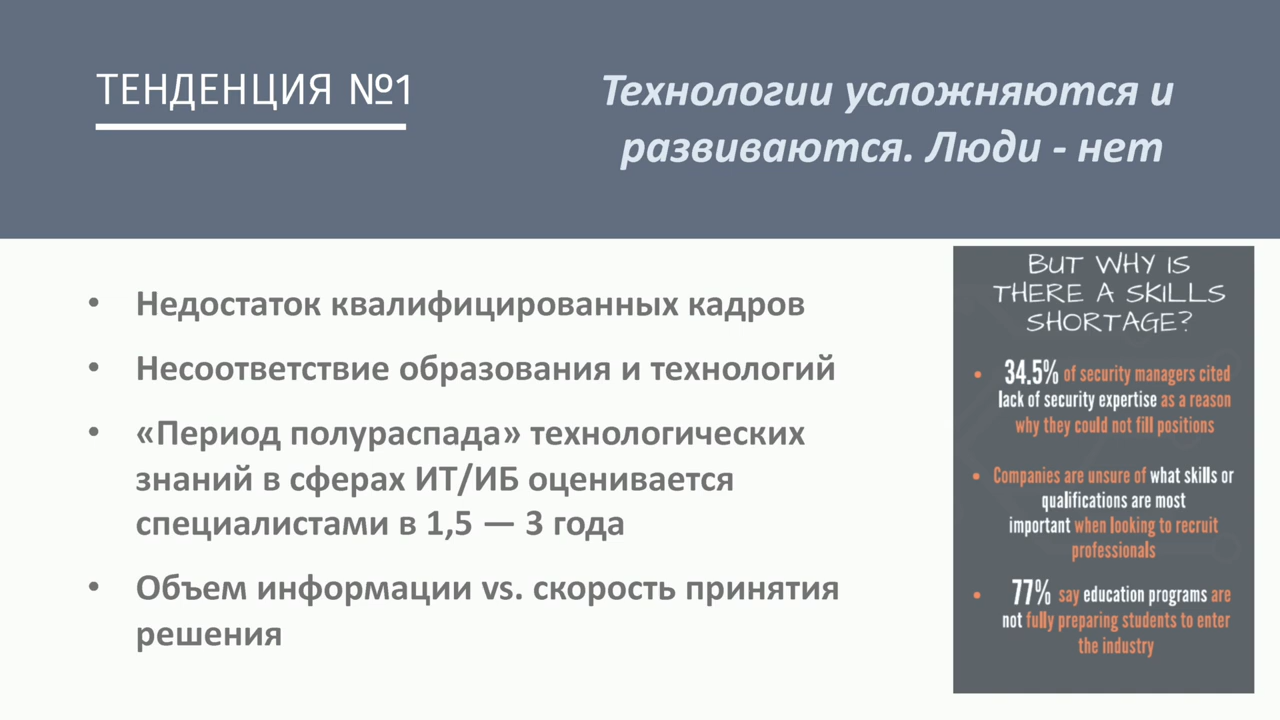 ТЕНДЕНЦИЯ №1
Технологии усложняются и
развиваются. Люди - нет
• Недостаток квалифицированных кадров
• Несоответствие образования и технологий
• «Период полураспада» технологических
знаний в сферах ИТ/ИБ оценивается
специалистами в 1,5 — 3 года
• Объем информации vs. скорость принятия
решения
BUT WHY IS
THERE A SKILLS
SHORTAGE?
• 34.5% of security managers cited
lack of security expertise as a reason
why they could not fill positions
• Companies are unsure of what skills or
qualifications are most
important when looking to recruit
professionals
• 77% say education programs are
not fully preparing students to enter
the industry